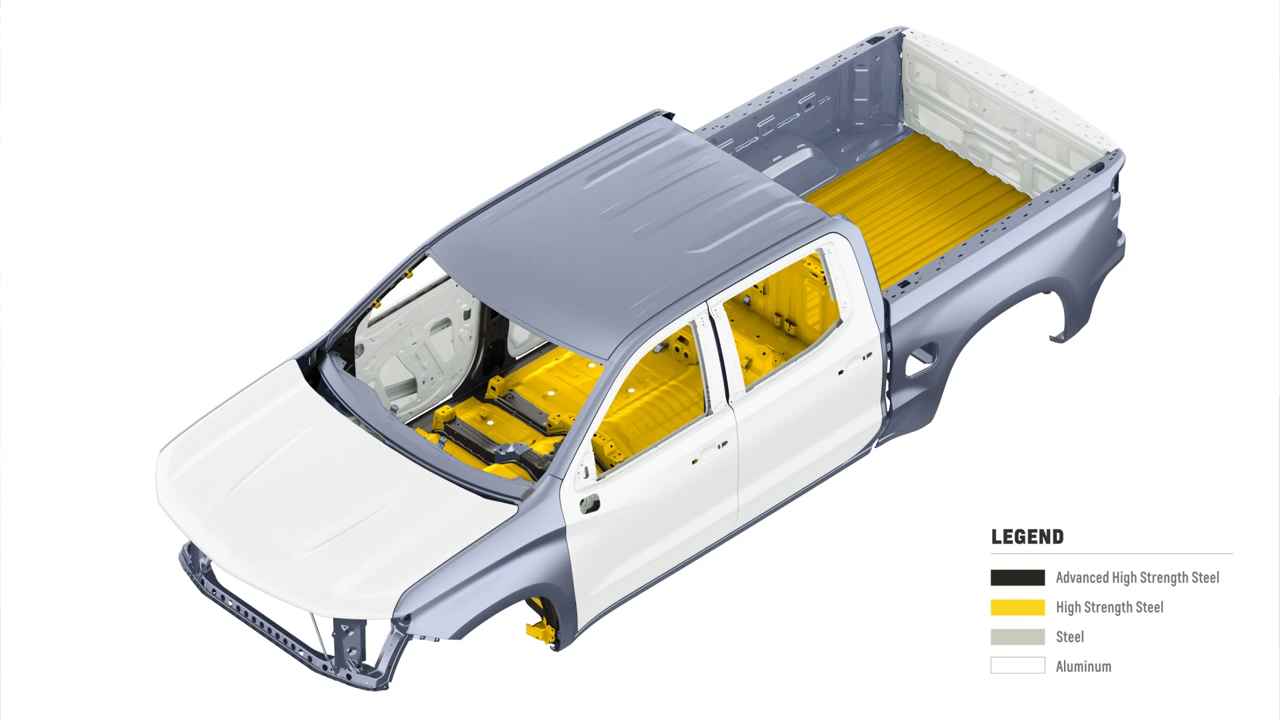 LEGEND
Advanced High Strength Steel
High Strength Steel
Steel
Aluminum